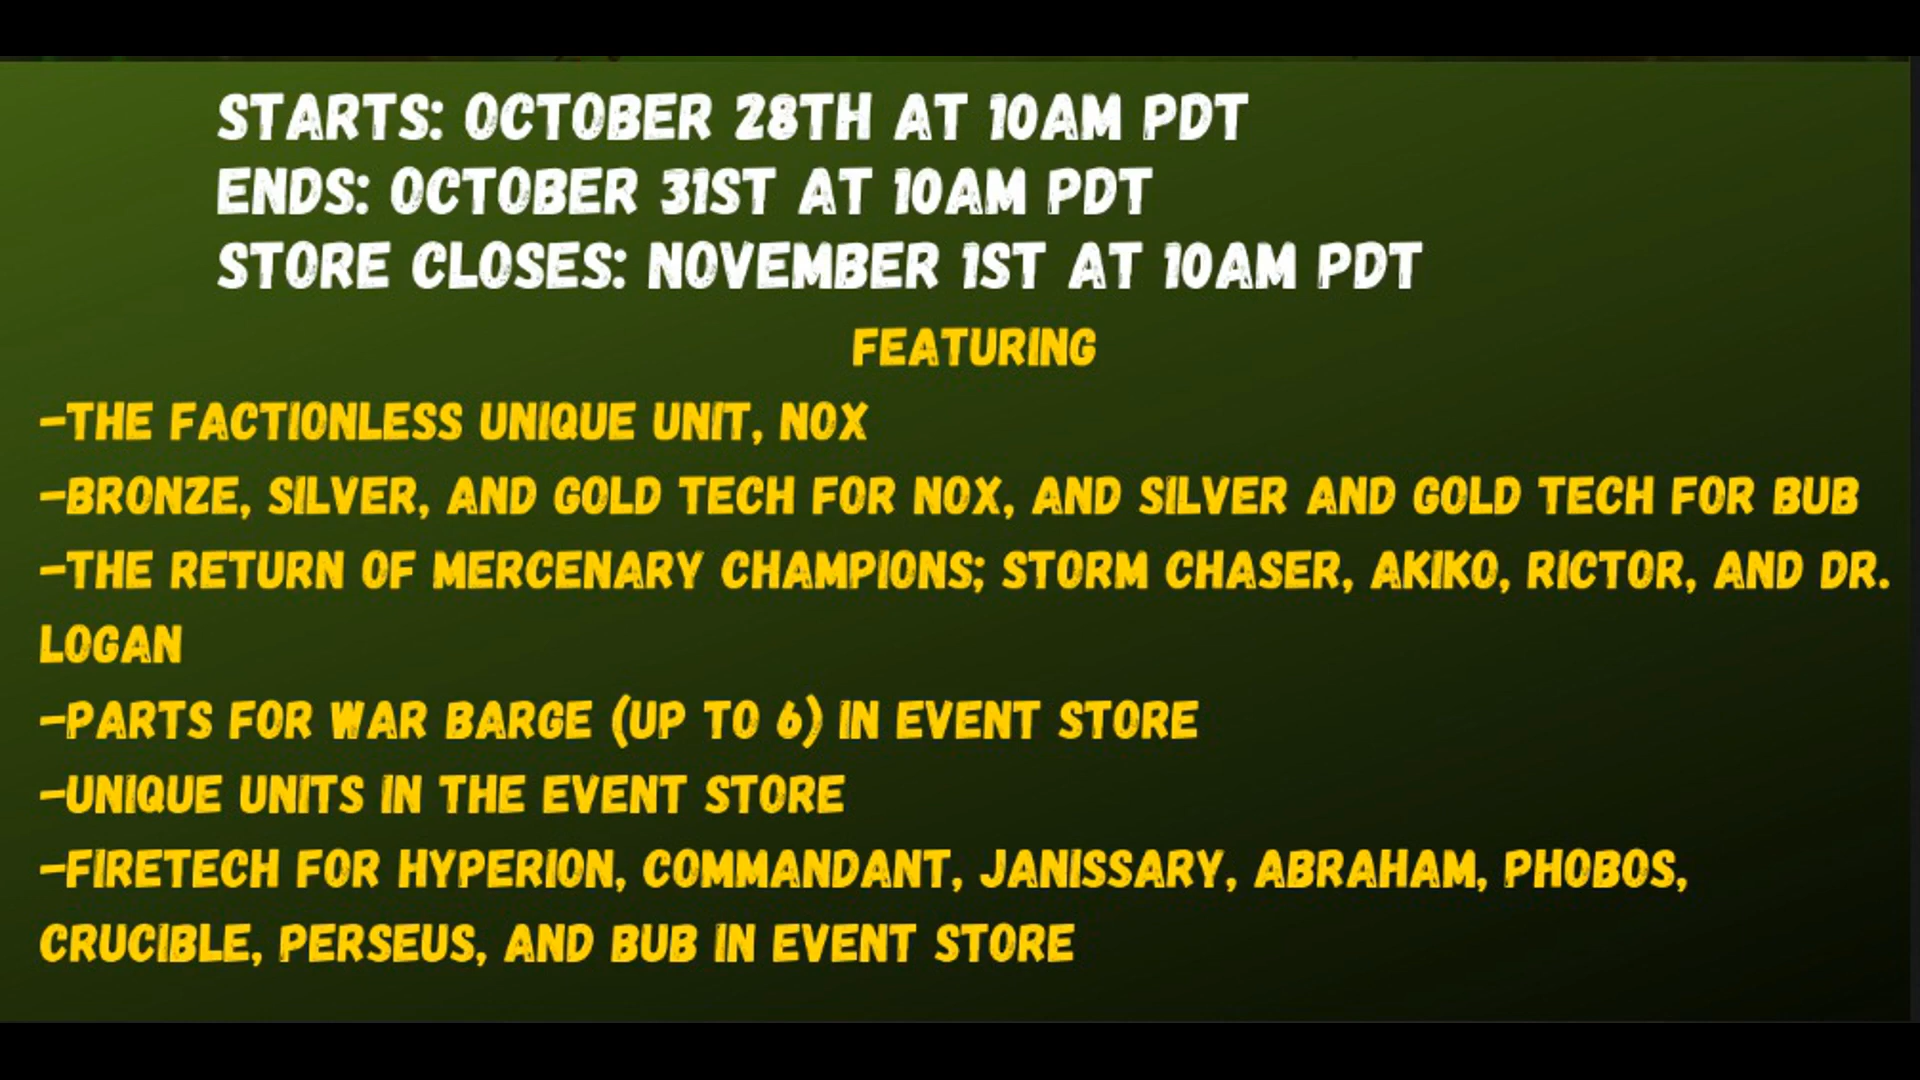 STARTS: OCTOBER 28TH AT 10AM PDT
ENDS: OCTOBER 31ST AT 10AM PDT
STORE CLOSES: NOVEMBER 1ST AT 10AM PDT
FEATURING
-THE FACTIONLESS UNIQUE UNIT, NOX
-BRONZE, SILVER, AND GOLD TECH FOR NOX, AND SILVER AND GOLD TECH FOR BUB
-THE RETURN OF MERCENARY CHAMPIONS; STORM CHASER, AKIKO, RICTOR, AND DR.
LOGAN
-PARTS FOR WAR BARGE (UP TO 6) IN EVENT STORE
-UNIQUE UNITS IN THE EVENT STORE
-FIRETECH FOR HYPERION, COMMANDANT, JANISSARY, ABRAHAM, PHOBOS,
CRUCIBLE, PERSEUS, AND BUB IN EVENT STORE